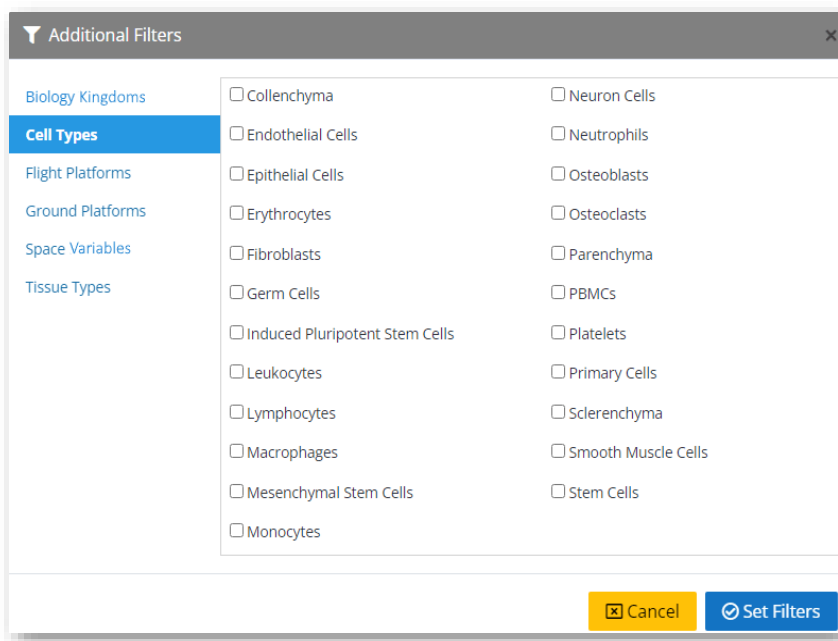 Additional Filters
×
Biology Kingdoms
Cell Types
Flight Platforms
Ground Platforms
Space Variables
Tissue Types
Collenchyma
Endothelial Cells
Epithelial Cells
Erythrocytes
Fibroblasts
Germ Cells
Induced Pluripotent Stem Cells
Leukocytes
Lymphocytes
Macrophages
Mesenchymal Stem Cells
Monocytes
Neuron Cells
Neutrophils
Osteoblasts
Osteoclasts
Parenchyma
PBMCs
Platelets
Primary Cells
Sclerenchyma
Smooth Muscle Cells
Stem Cells
Cancel
Set Filters